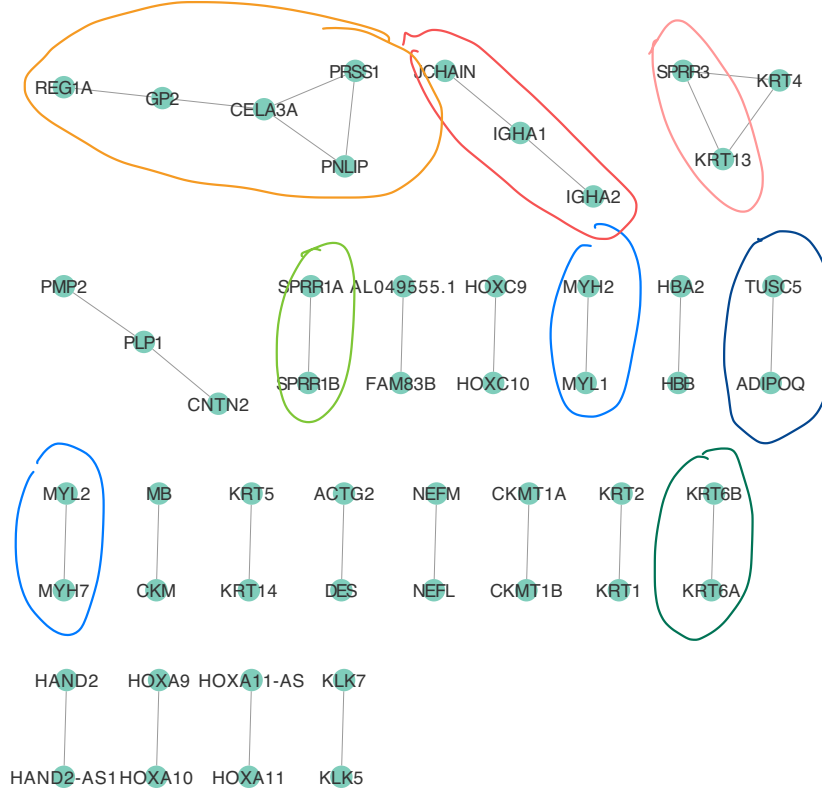 PRSS1
REG1A
GP2
CELA3A
PNLIP
JCHAIN
IGHA1
IGHA2
SPRR3
KRT4
KRT13
PMP2
PLP1
CNTN2
SPRR1A AL049555.1 HOXC9 MYH2 HBA2 TUSC5
SPRR1B FAM83B HOXC10 MYL1 HBB ADIPOQ
MYL2 MB KRT5 ACTG2 NEFM CKMT1A KRT2 KRT6B
MYH7 CKM KRT14 DES NEFL CKMT1B KRT1 KRT6A
HAND2 HOXA9 HOXA11-AS KLK7
HAND2-AS1 HOXA10 HOXA11 KLK5